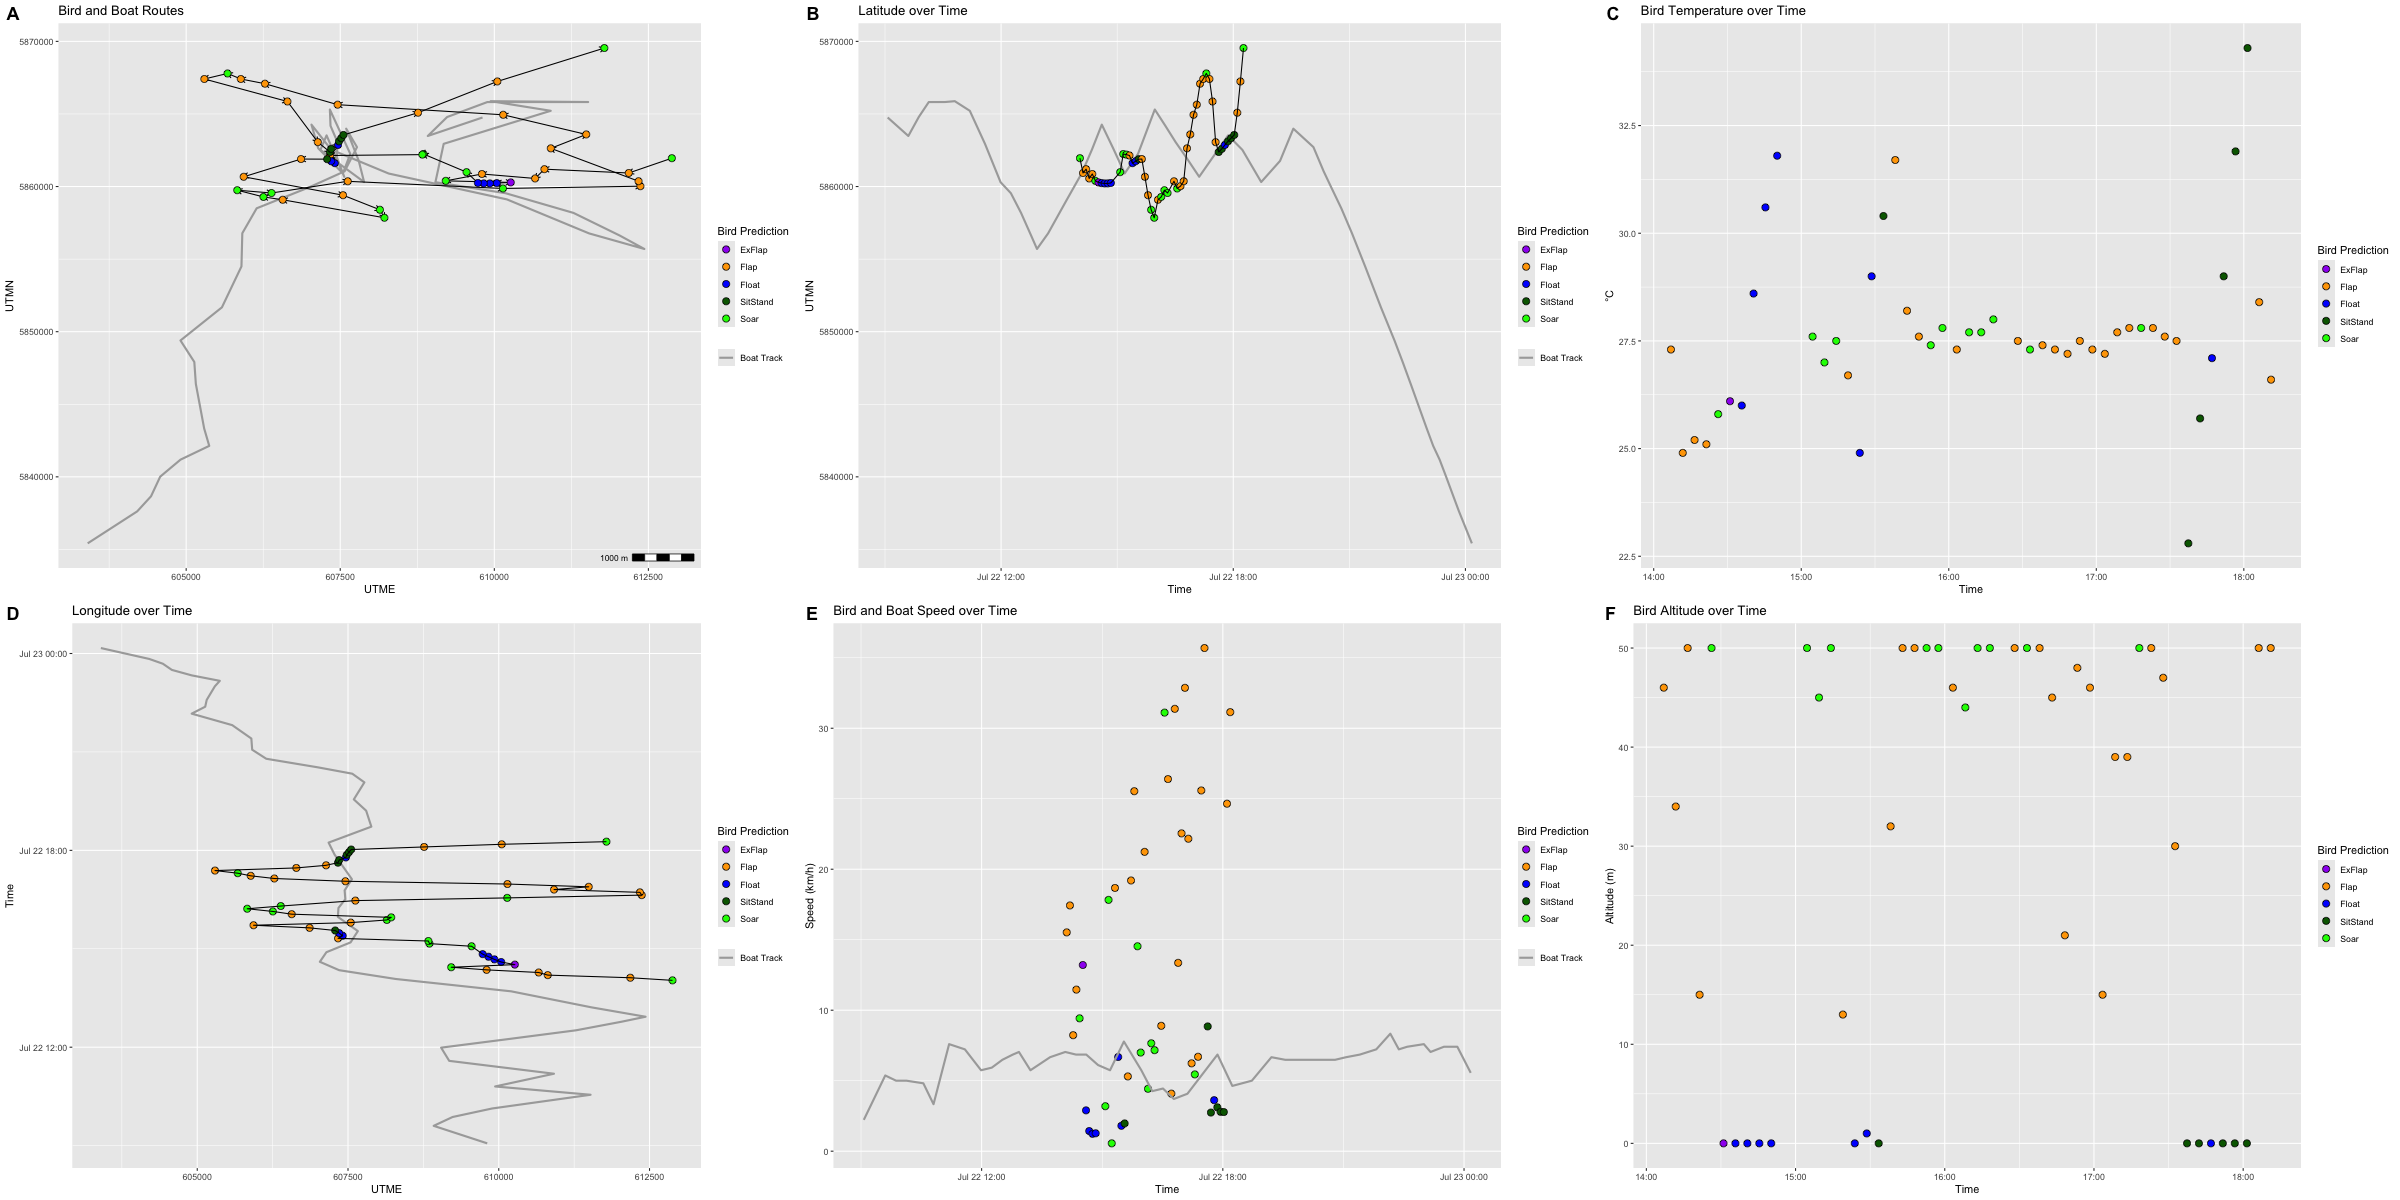 A
Bird and Boat Routes
5870000
5860000
5850000
5840000
UTMN
605000
607500
610000
612500
UTME
1000 m
Bird Prediction
ExFlap
Flap
Float
SitStand
Soar
Boat Track
B
Latitude over Time
5870000
5860000
5850000
5840000
UTMN
Jul 22 12:00
Jul 22 18:00
Jul 23 00:00
Time
Bird Prediction
ExFlap
Flap
Float
SitStand
Soar
Boat Track
C
Bird Temperature over Time
32.5
30.0
27.5
25.0
22.5
°C
14:00
15:00
16:00
17:00
18:00
Time
Bird Prediction
ExFlap
Flap
Float
SitStand
Soar
D
Longitude over Time
Jul 23 00:00
Jul 22 18:00
Jul 22 12:00
Time
605000
607500
610000
612500
UTME
Bird Prediction
ExFlap
Flap
Float
SitStand
Soar
Boat Track
E
Bird and Boat Speed over Time
30
20
10
0
Speed (km/h)
Jul 22 12:00
Jul 22 18:00
Jul 23 00:00
Time
Bird Prediction
ExFlap
Flap
Float
SitStand
Soar
Boat Track
F
Bird Altitude over Time
50
40
30
20
10
0
Altitude (m)
14:00
15:00
16:00
17:00
18:00
Time
Bird Prediction
ExFlap
Flap
Float
SitStand
Soar